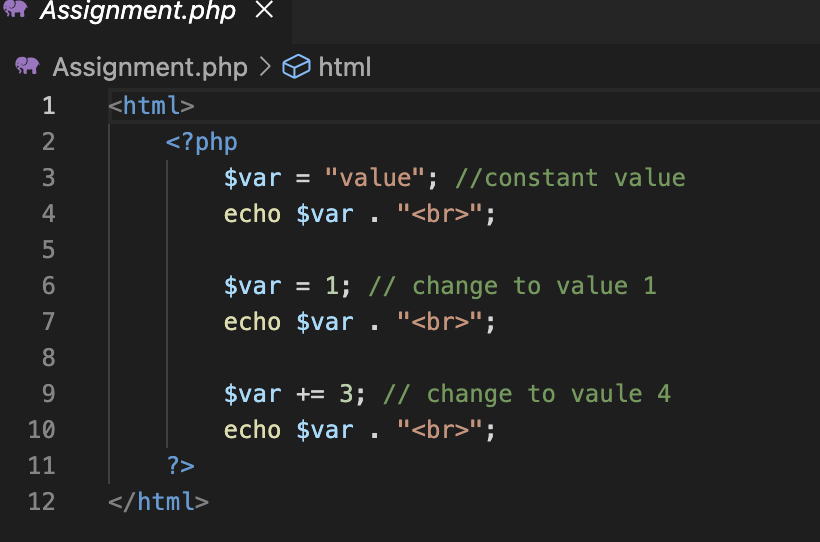 Assignment.php ×
Assignment.php > html
1 <html>
2 <?php
3 $var = "value"; //constant value
4 echo $var . "<br>";
5
6 $var = 1; // change to value 1
7 echo $var . "<br>";
8
9 $var += 3; // change to vaule 4
10 echo $var . "<br>";
11 ?>
12 </html>